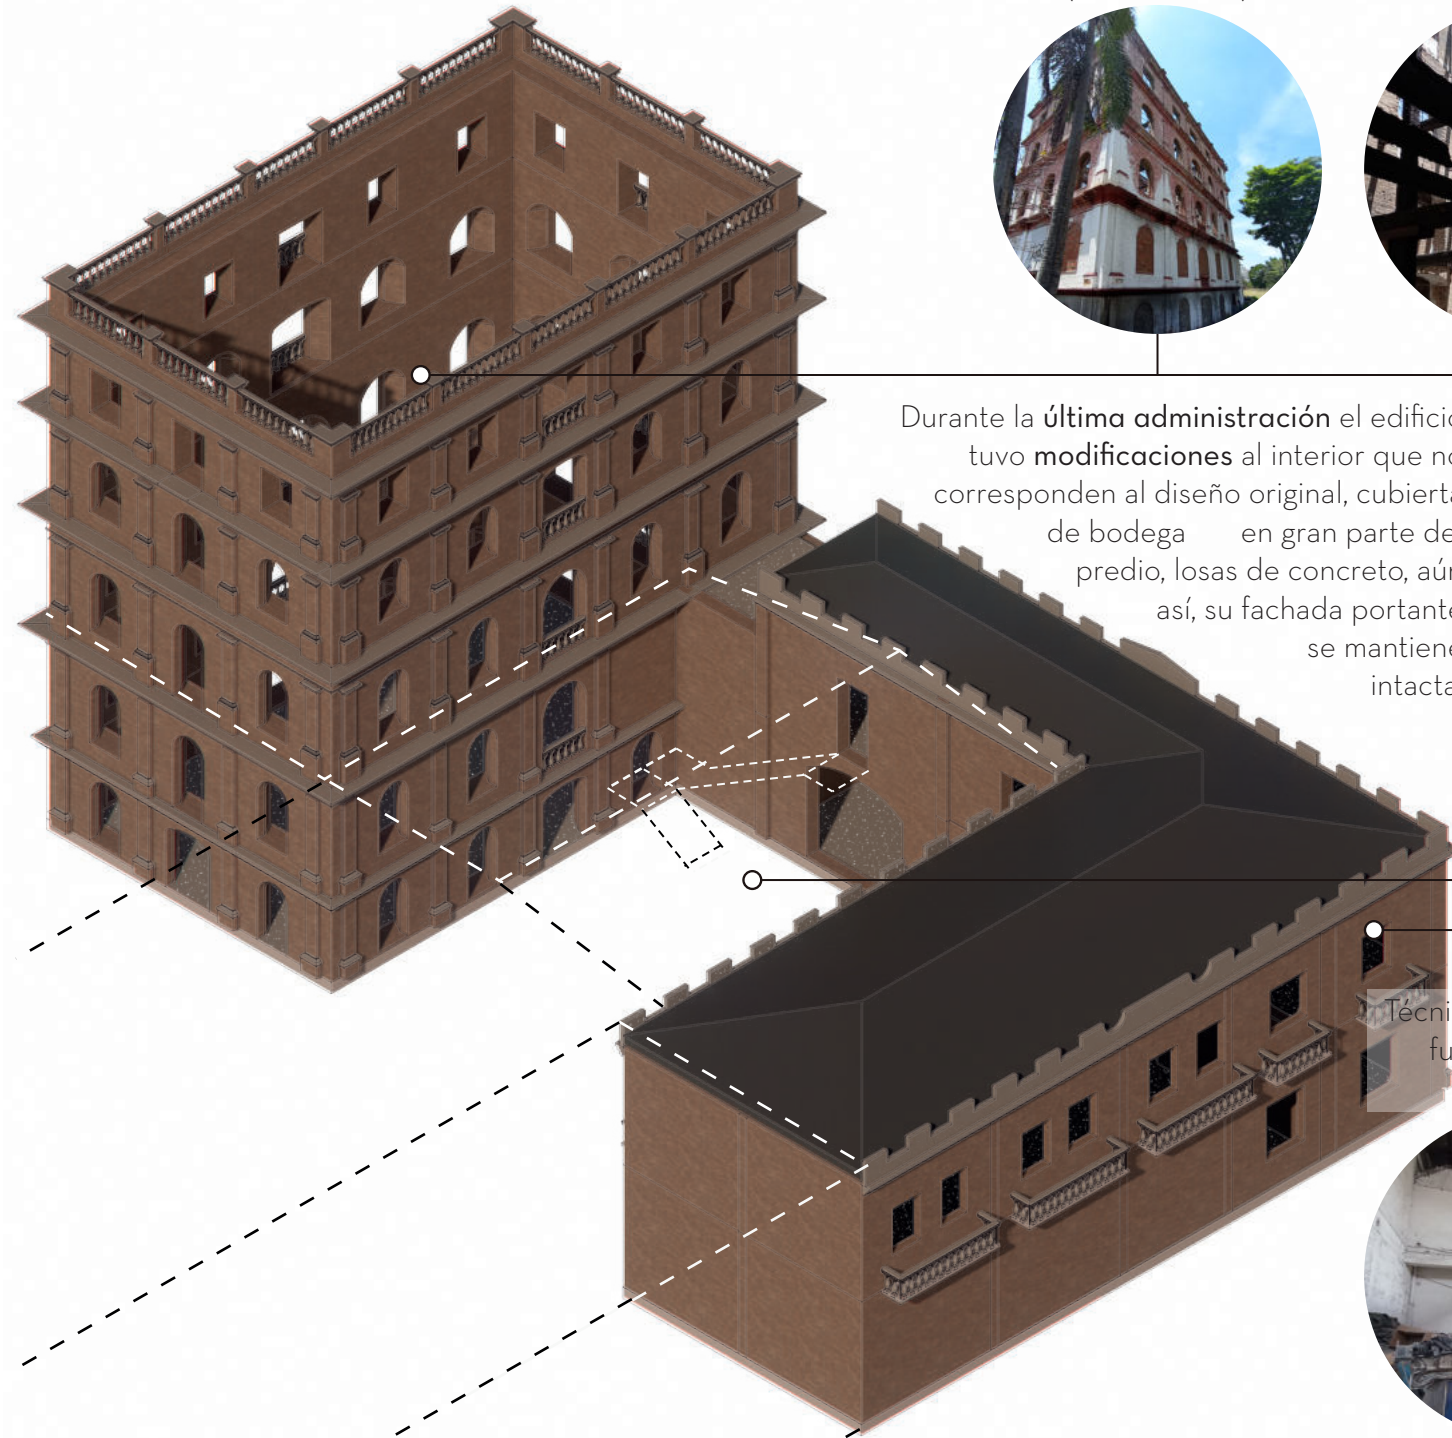 Durante la última administración el edificio
tuvo modificaciones al interior que no
corresponden al diseño original, cubierta
de bodega en gran parte de
predio, losas de concreto, aún
así, su fachada portante
se mantiene
intacta